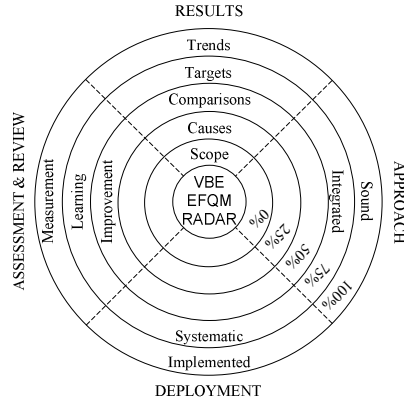 RESULTS
Trends
Targets
Comparisons
Causes
Scope
VBE
EFQM
RADAR
ASSESSMENT & REVIEW
Measurement
Learning
Improvement
Integrated
Sound
APPROACH
0%
25%
50%
75%
100%
Systematic
Implemented
DEPLOYMENT